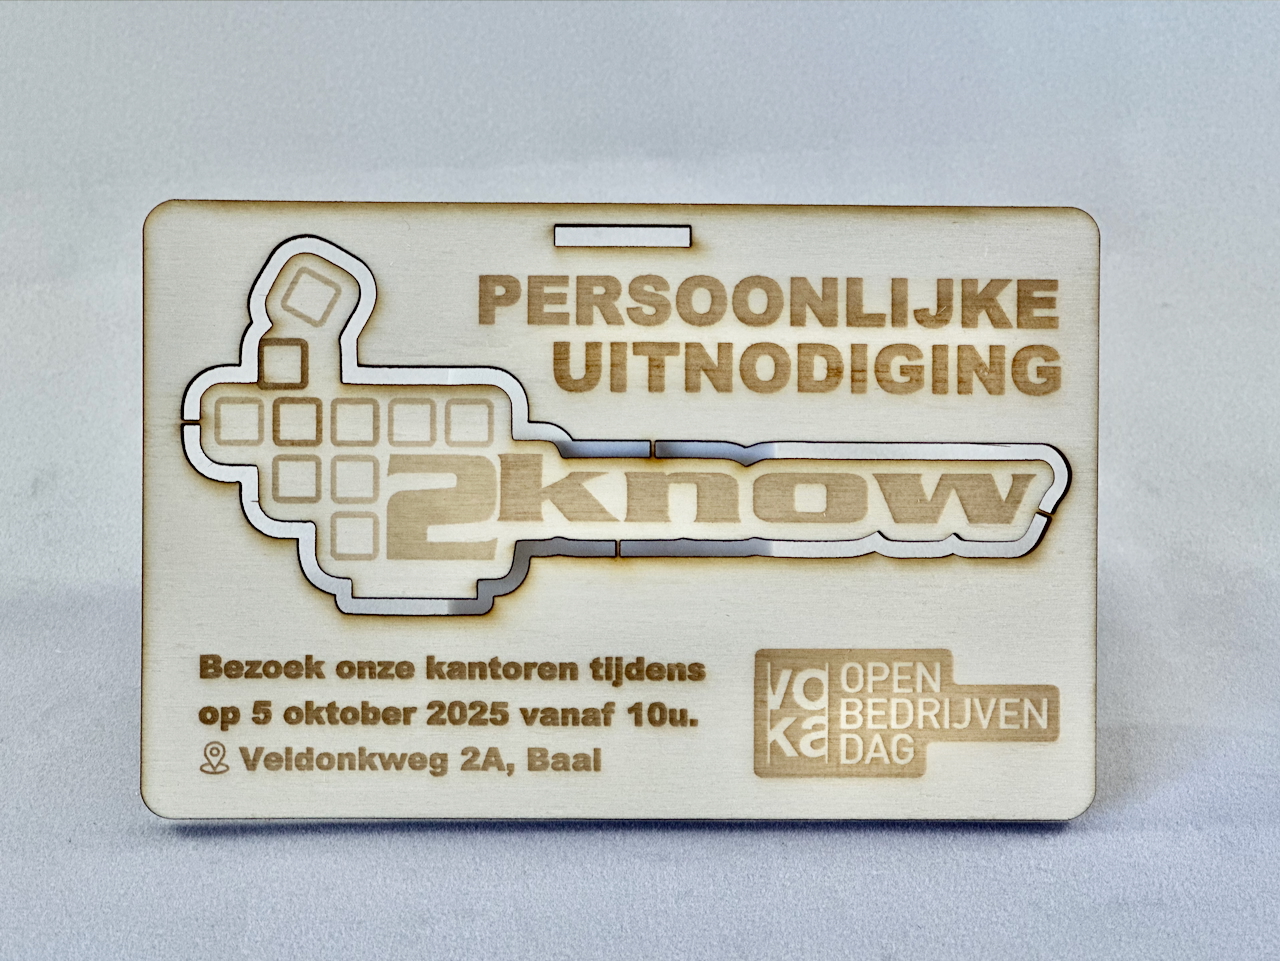 PERSOONLIJKE
UITNODIGING
2know
Bezoek onze kantoren tijdens
op 5 oktober 2025 vanaf 10u.
Veldonkweg 2A, Baal
voka
OPEN
BEDRIJVEN
DAG